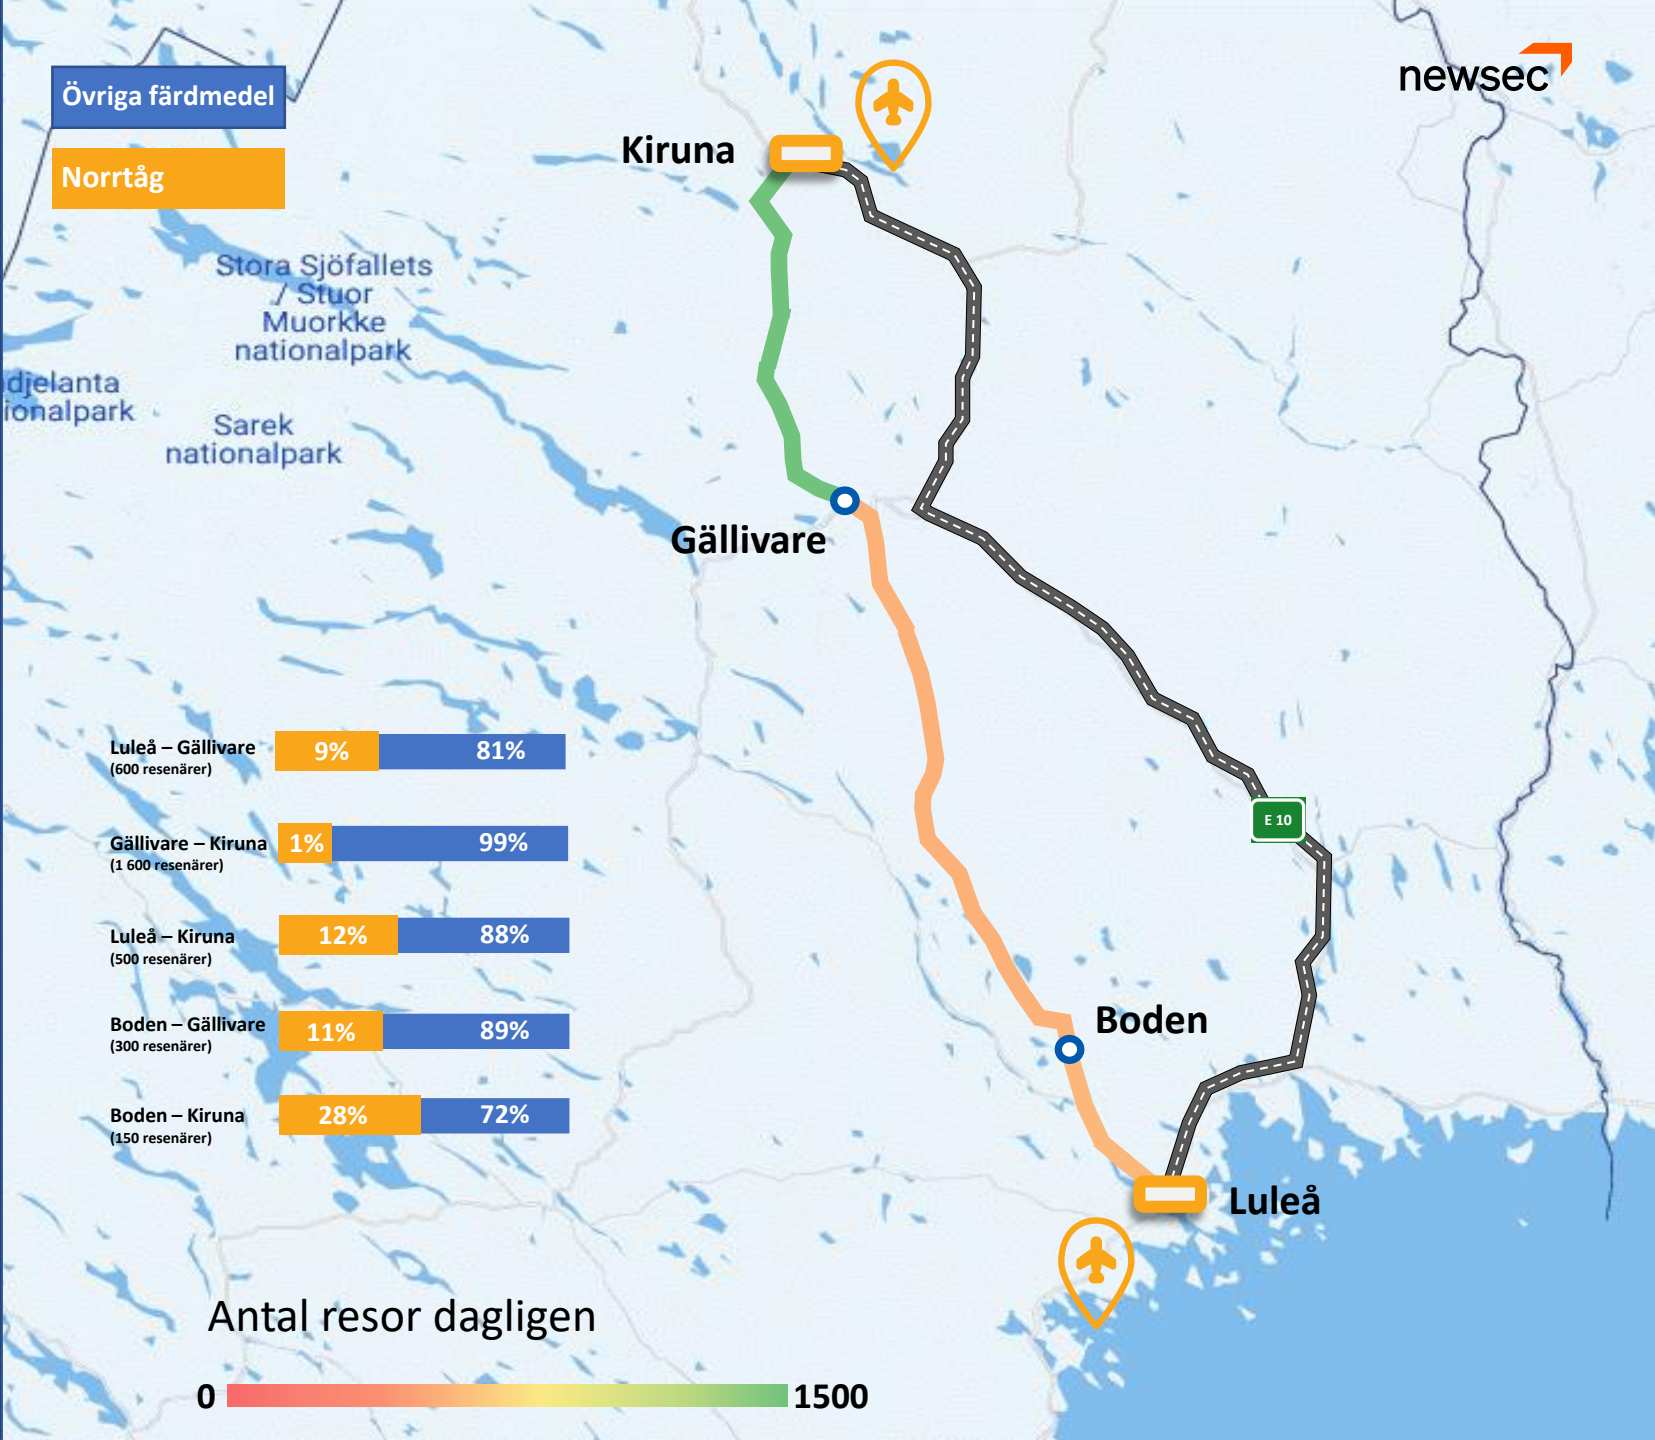 Övriga färdmedel
newsec
Norrtåg
Kiruna
Stora Sjöfallets
/ Stuor
Muorkke
nationalpark
djelanta
ionalpark
Sarek
nationalpark
Gällivare
Luleå – Gällivare
(600 resenärer)
9%
81%
Gällivare – Kiruna
(1 600 resenärer)
1%
99%
E 10
Luleå – Kiruna
(500 resenärer)
12%
88%
Boden – Gällivare
(300 resenärer)
11%
89%
Boden
Boden – Kiruna
(150 resenärer)
28%
72%
Luleå
Antal resor dagligen
0
1500